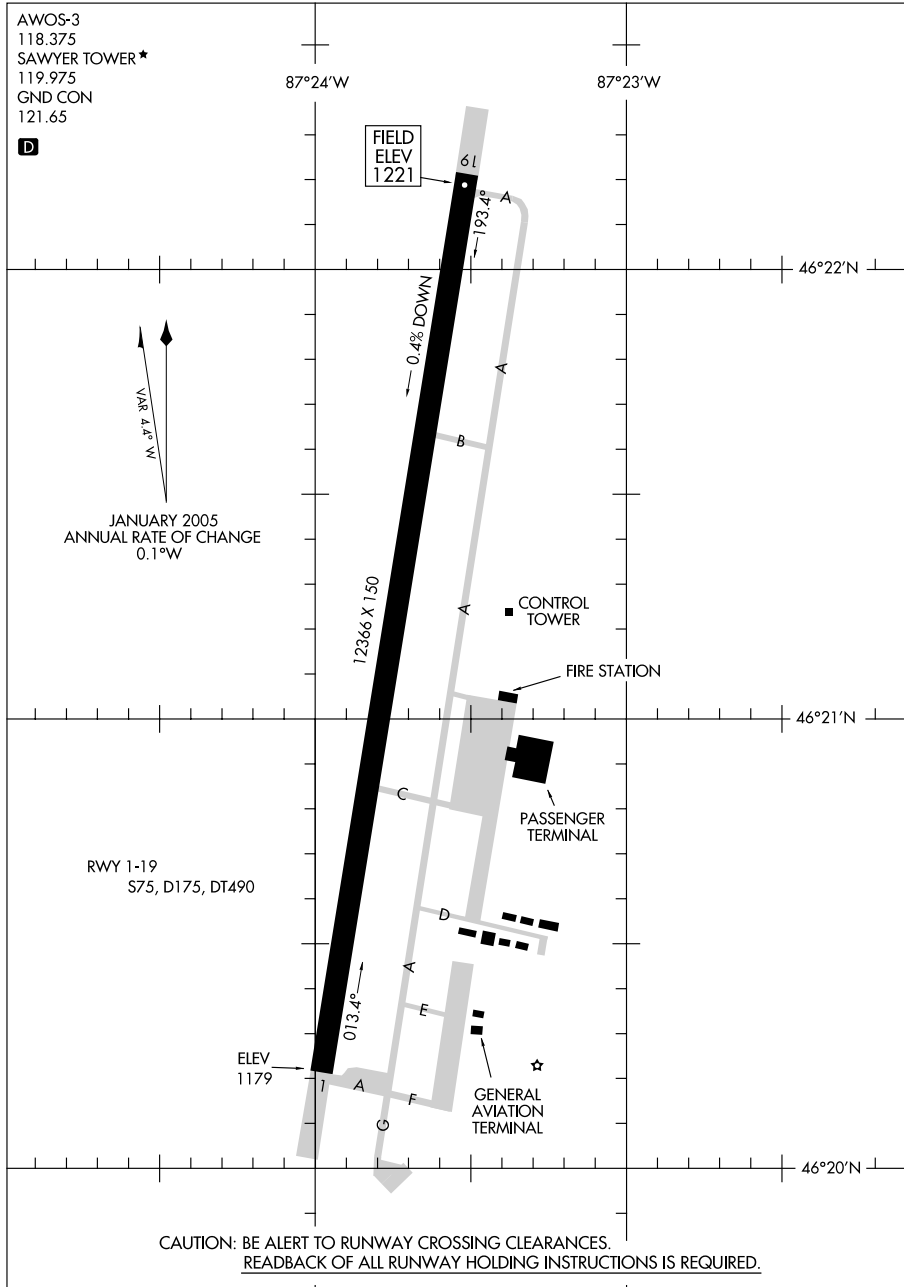 AWOS-3
118.375
SAWYER TOWER★
119.975
GND CON
121.65
D
87°24'W
87°23'W
FIELD
ELEV
1221
19
A
193.4°
46°22'N
0.4% DOWN
A
VAR 4.4° W
B
JANUARY 2005
ANNUAL RATE OF CHANGE
0.1°W
12366 X 150
A
CONTROL
TOWER
FIRE STATION
46°21'N
C
PASSENGER
TERMINAL
RWY 1-19
S75, D175, DT490
D
A
013.4°
E
ELEV
1179
1
A
F
GENERAL
AVIATION
TERMINAL
G
46°20'N
CAUTION: BE ALERT TO RUNWAY CROSSING CLEARANCES.
READBACK OF ALL RUNWAY HOLDING INSTRUCTIONS IS REQUIRED.